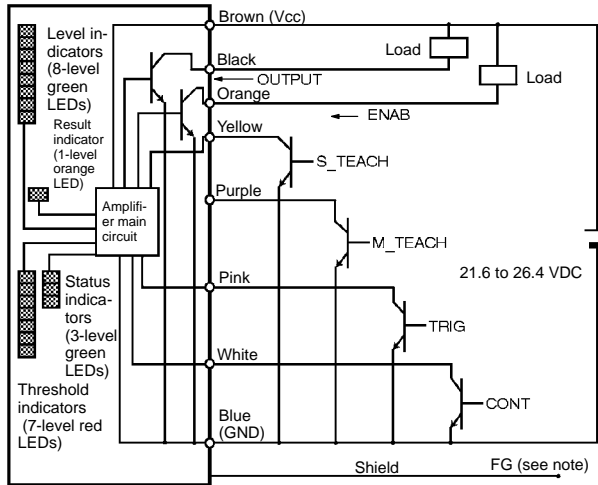 Level in-
dicators
(8-level
green
LEDs)
Result
indicator
(1-level
orange
LED)
Amplifi-
er main
circuit
Status
indica-
tors
(3-level
green
LEDs)
Threshold
indicators
(7-level red
LEDs)
Brown (Vcc)
Load
Black
OUTPUT
Load
Orange
ENAB
Yellow
S_TEACH
Purple
M_TEACH
21.6 to 26.4 VDC
Pink
TRIG
White
CONT
Blue
(GND)
Shield
FG (see note)